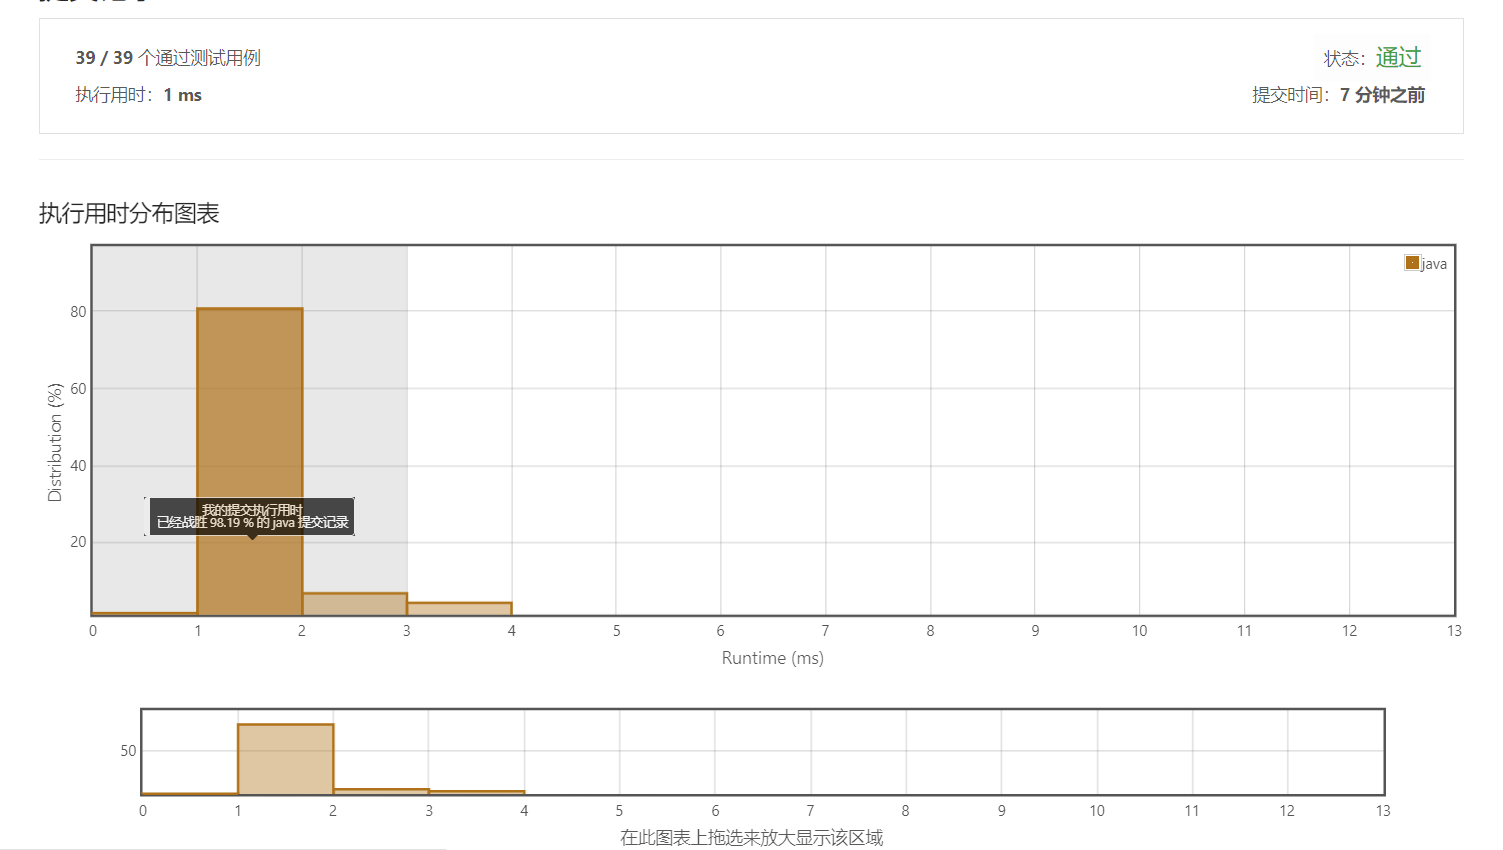 39 / 39 个通过测试用例
状态：通过
执行用时：1 ms
提交时间：7 分钟之前
执行用时分布图表
java
80
60
40
20
Distribution (%)
我的提交执行用时
已经战胜 98.19 % 的 java 提交记录
0 1 2 3 4 5 6 7 8 9 10 11 12 13
Runtime (ms)
50
0 1 2 3 4 5 6 7 8 9 10 11 12 13
在此图表上拖选来放大显示该区域